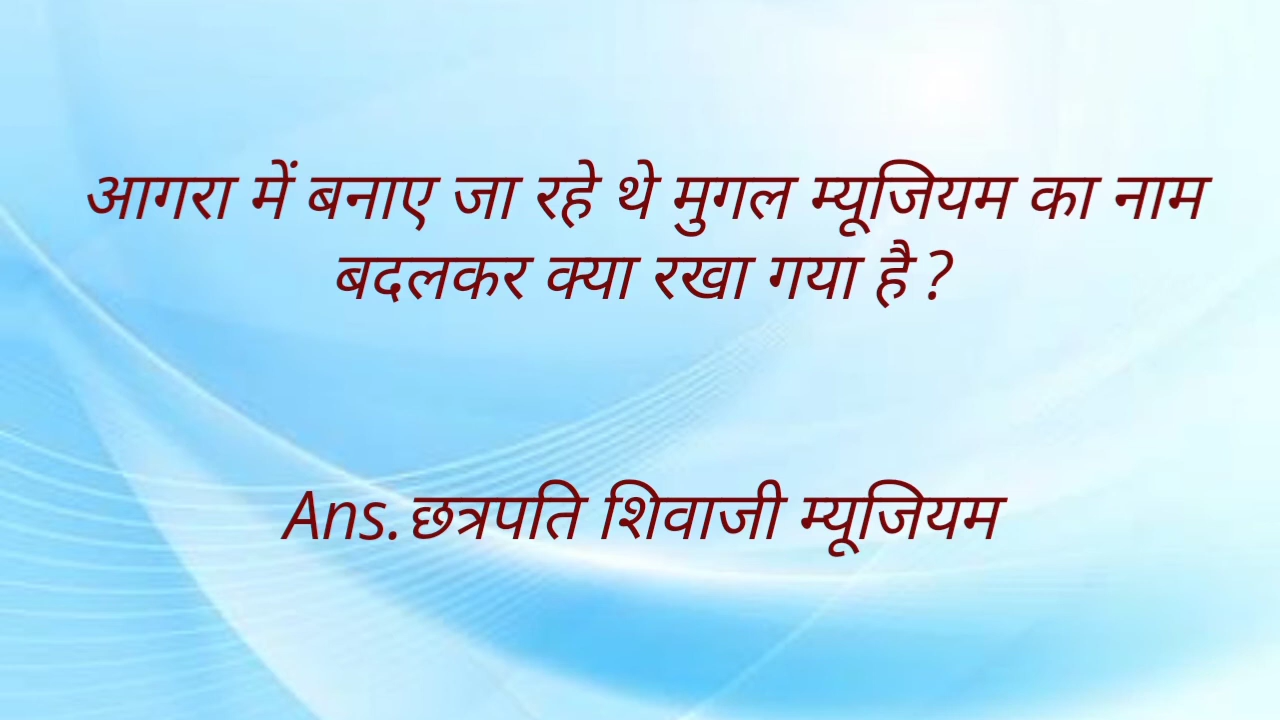 आगरा में बनाए जा रहे थे मुगल म्यूजियम का नाम
बदलकर क्या रखा गया है ?
Ans. छत्रपति शिवाजी म्यूजियम